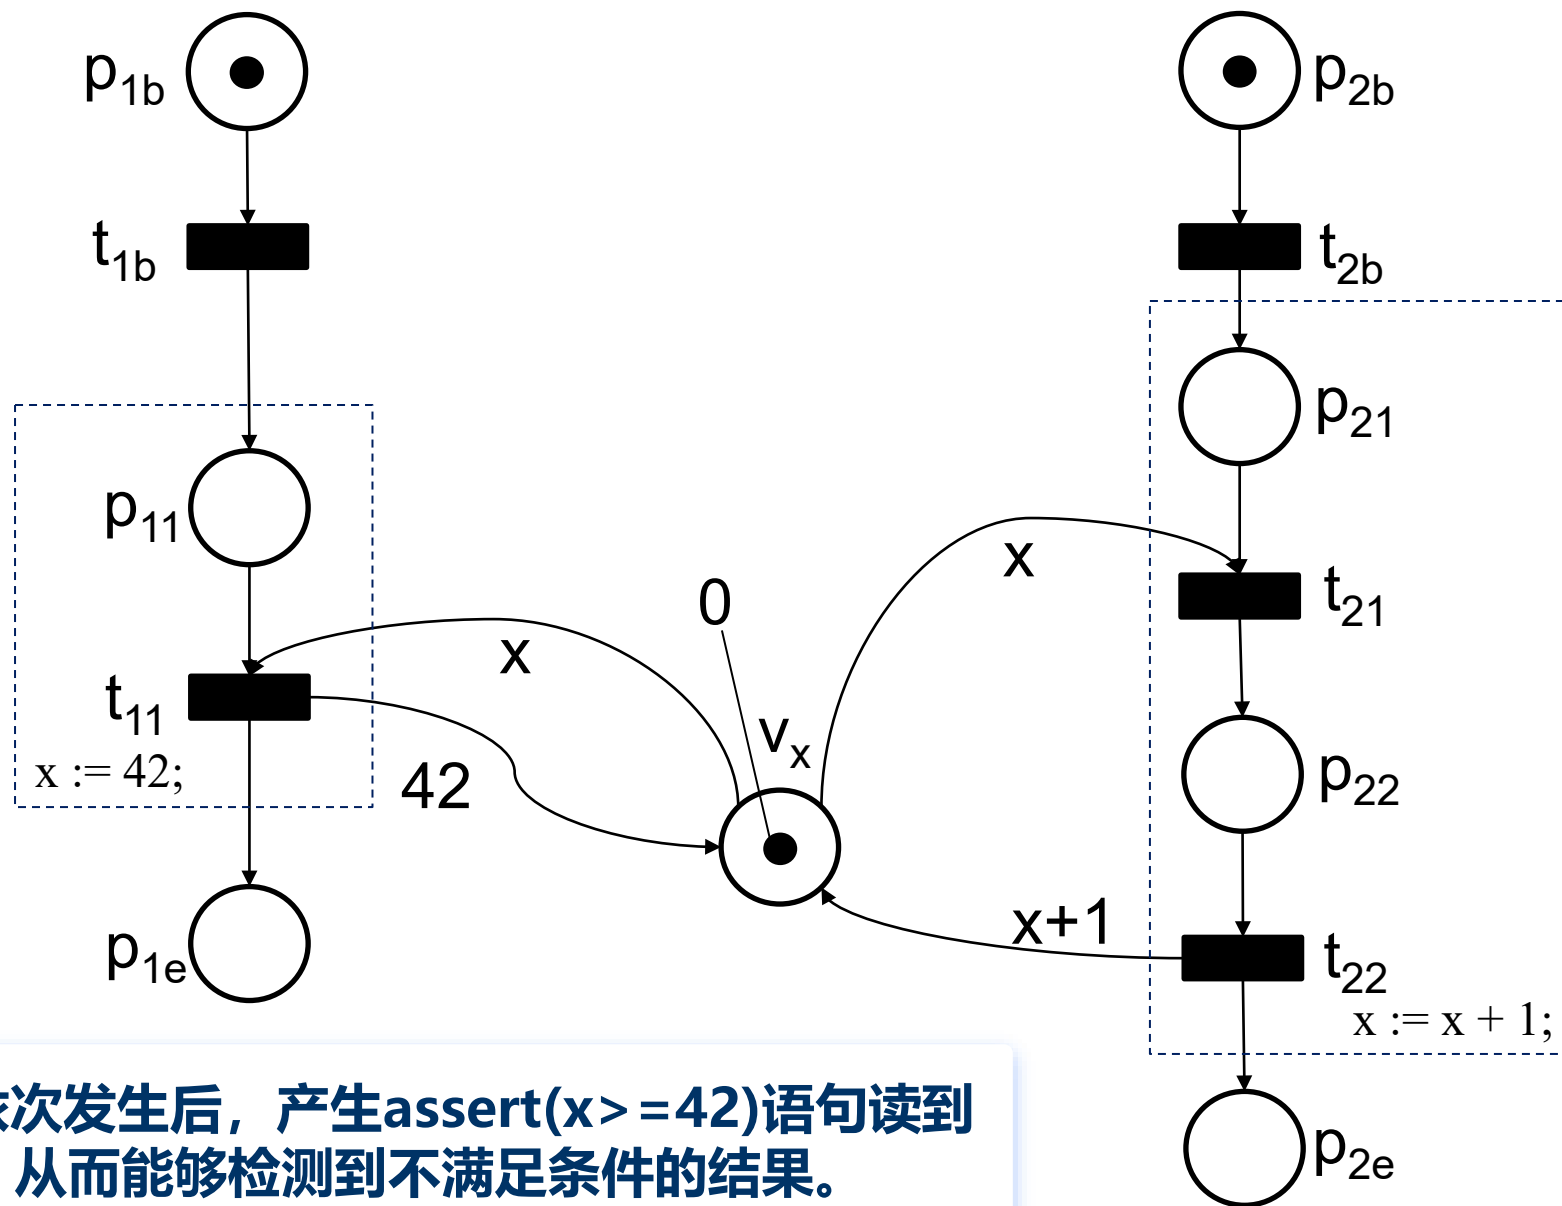 p1b
p2b
t1b
t2b
p21
p11
x
0
x
t21
t11
vx
x := 42;
42
p22
x+1
p1e
t22
x := x + 1;
次发生后，产生assert(x>=42)语句读到
从而能够检测到不满足条件的结果。
p2e